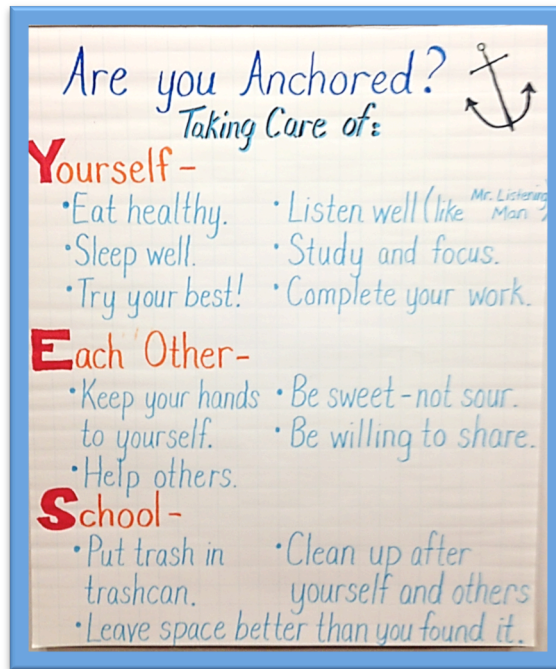 Are you Anchored?
Taking Care of:
Yourself -
• Eat healthy.
• Sleep well.
• Try your best!
• Listen well (like Mr. Listening Man)
• Study and focus.
• Complete your work.
Each Other -
• Keep your hands
to yourself.
• Help others.
• Be sweet - not sour.
• Be willing to share.
School -
• Put trash in
trashcan.
• Clean up after
yourself and others
• Leave space better than you found it.